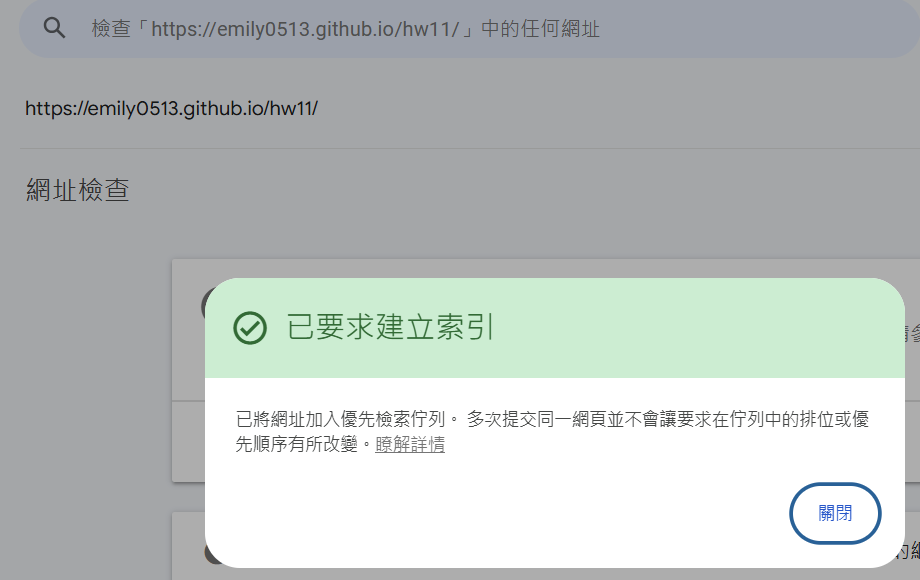 檢查「https://emily0513.github.io/hw11/」中的任何網址
https://emily0513.github.io/hw11/
網址檢查
已要求建立索引
已將網址加入優先檢索佇列。 多次提交同一網頁並不會讓要求在佇列中的排位或優
先順序有所改變。瞭解詳情
關閉